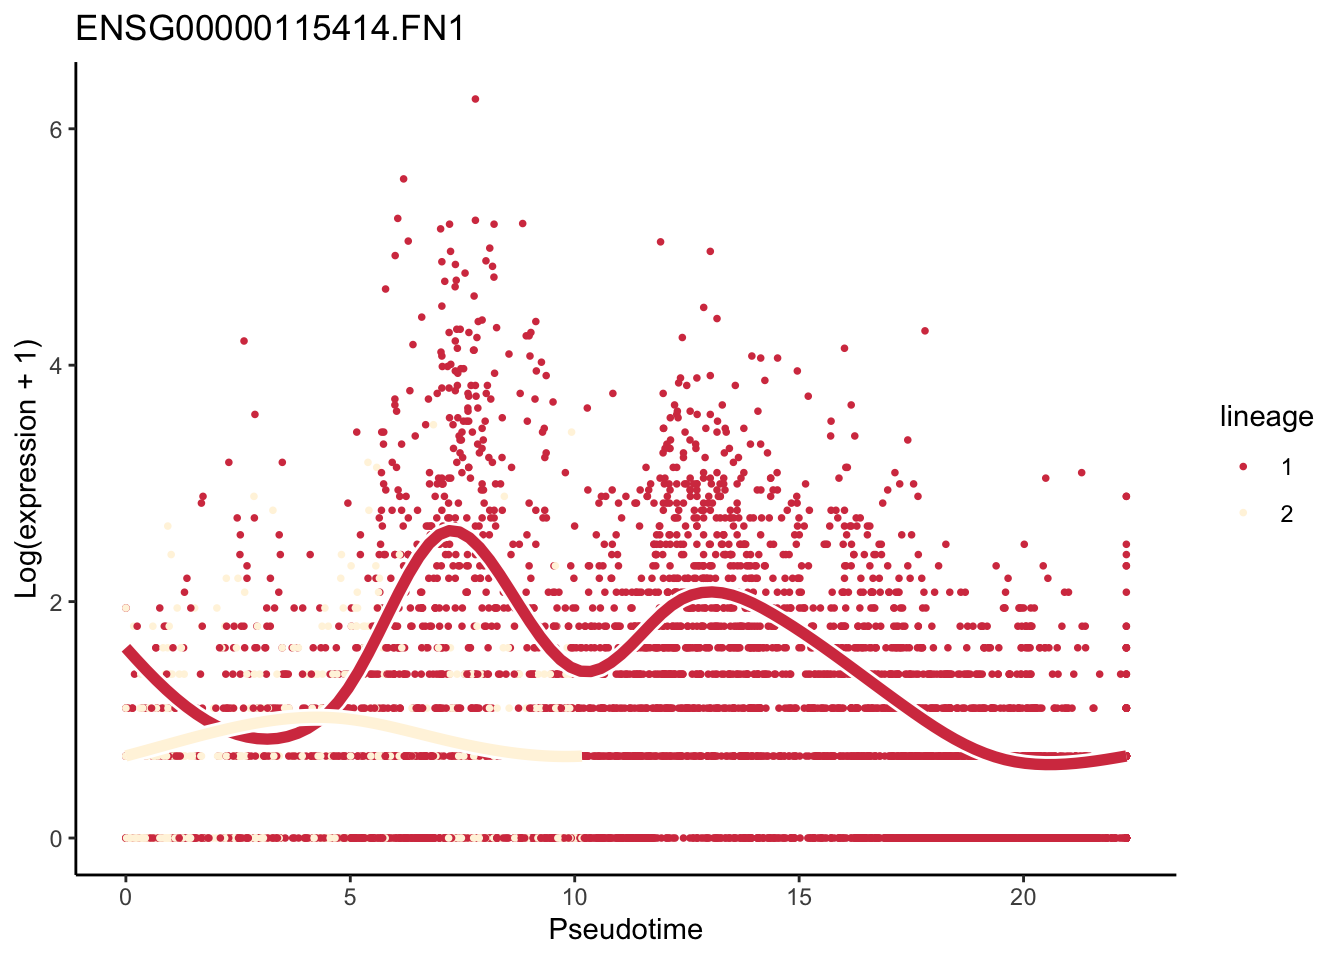 ENSG00000115414.FN1
Log(expression + 1)
6
4
2
0
0 5 10 15 20
Pseudotime
lineage
1
2